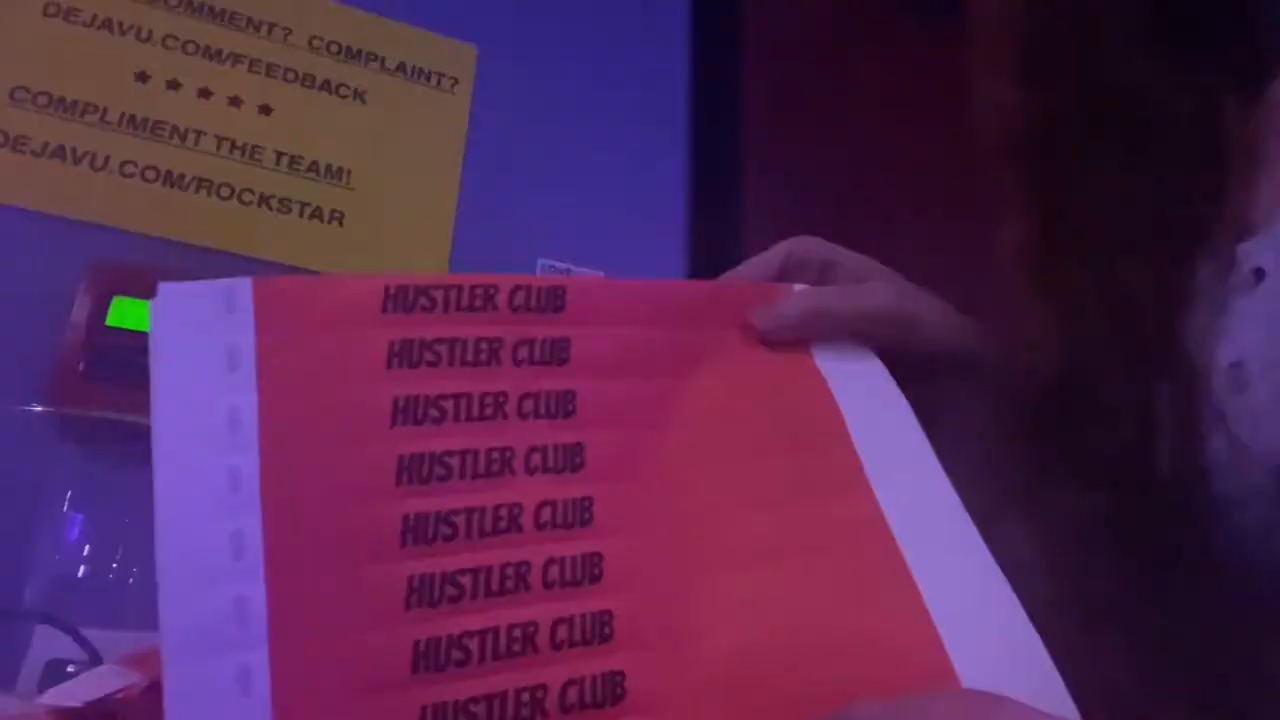 COMMENT? COMPLAINT?
DEJAVU.COM/FEEDBACK
COMPLIMENT THE TEAM!
DEJAVU.COM/ROCKSTAR
HUSTLER CLUB
HUSTLER CLUB
HUSTLER CLUB
HUSTLER CLUB
HUSTLER CLUB
HUSTLER CLUB
HUSTLER CLUB
HUSTLER CLUB